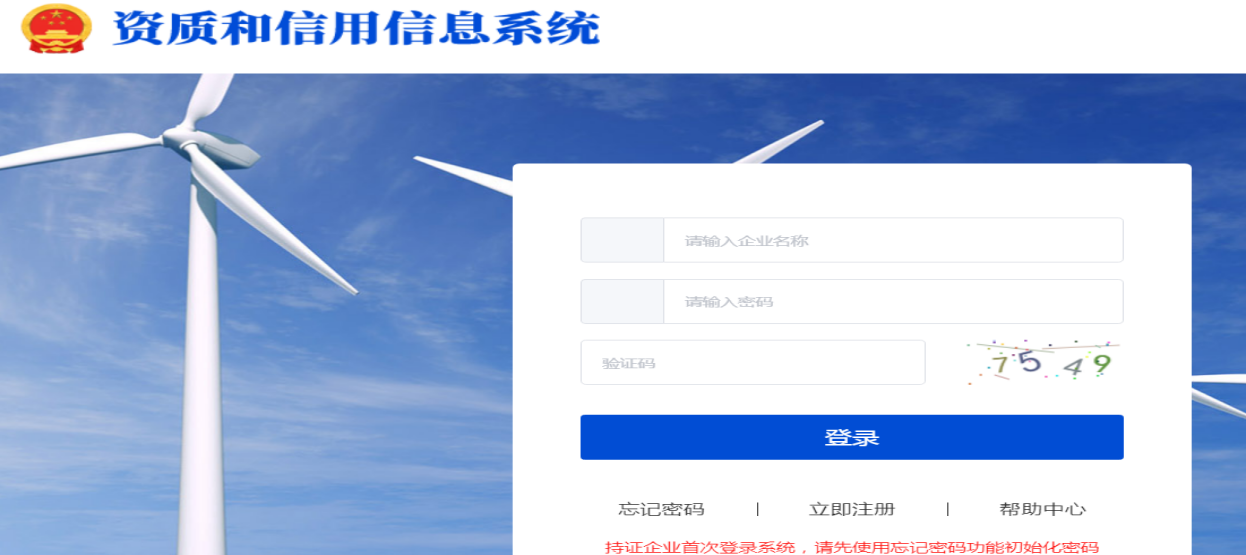 资质和信用信息系统
请输入企业名称
请输入密码
验证码
7549
登录
忘记密码 | 立即注册 | 帮助中心
持证企业首次登录系统，请先使用忘记密码功能初始化密码